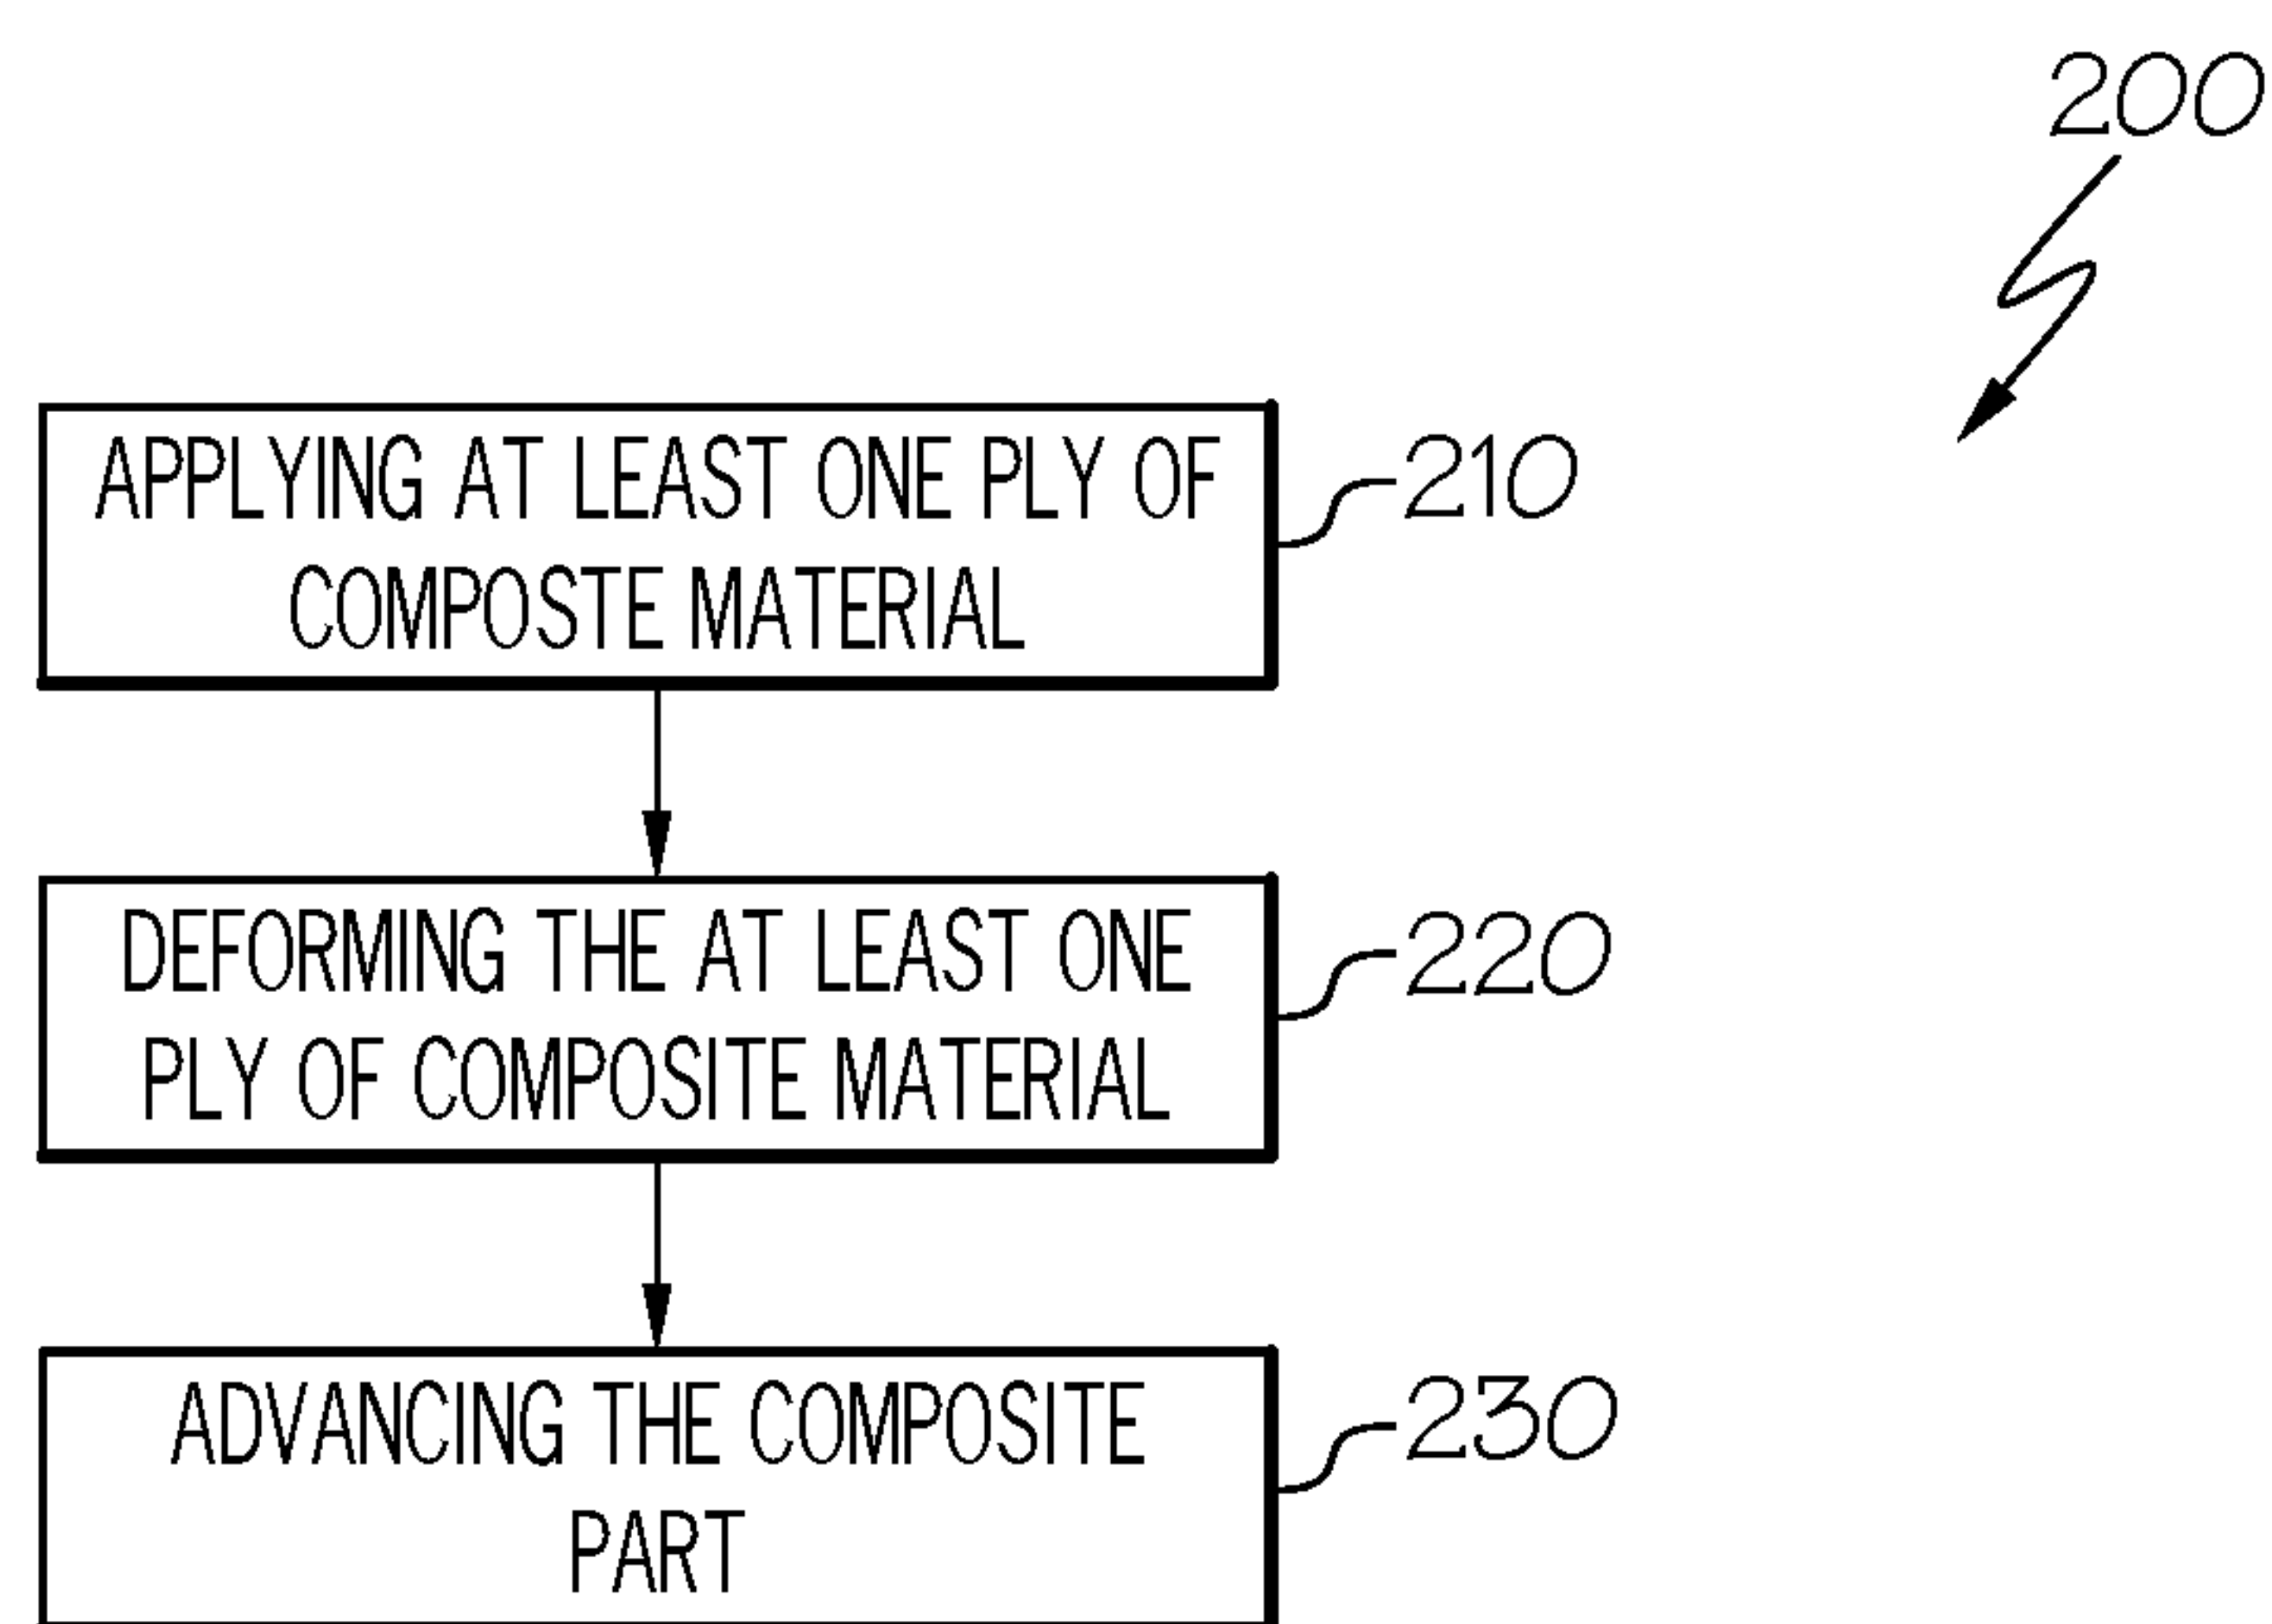 200
APPLYING AT LEAST ONE PLY OF
COMPOSTE MATERIAL
210
DEFORMING THE AT LEAST ONE
PLY OF COMPOSITE MATERIAL
220
ADVANCING THE COMPOSITE
PART
230